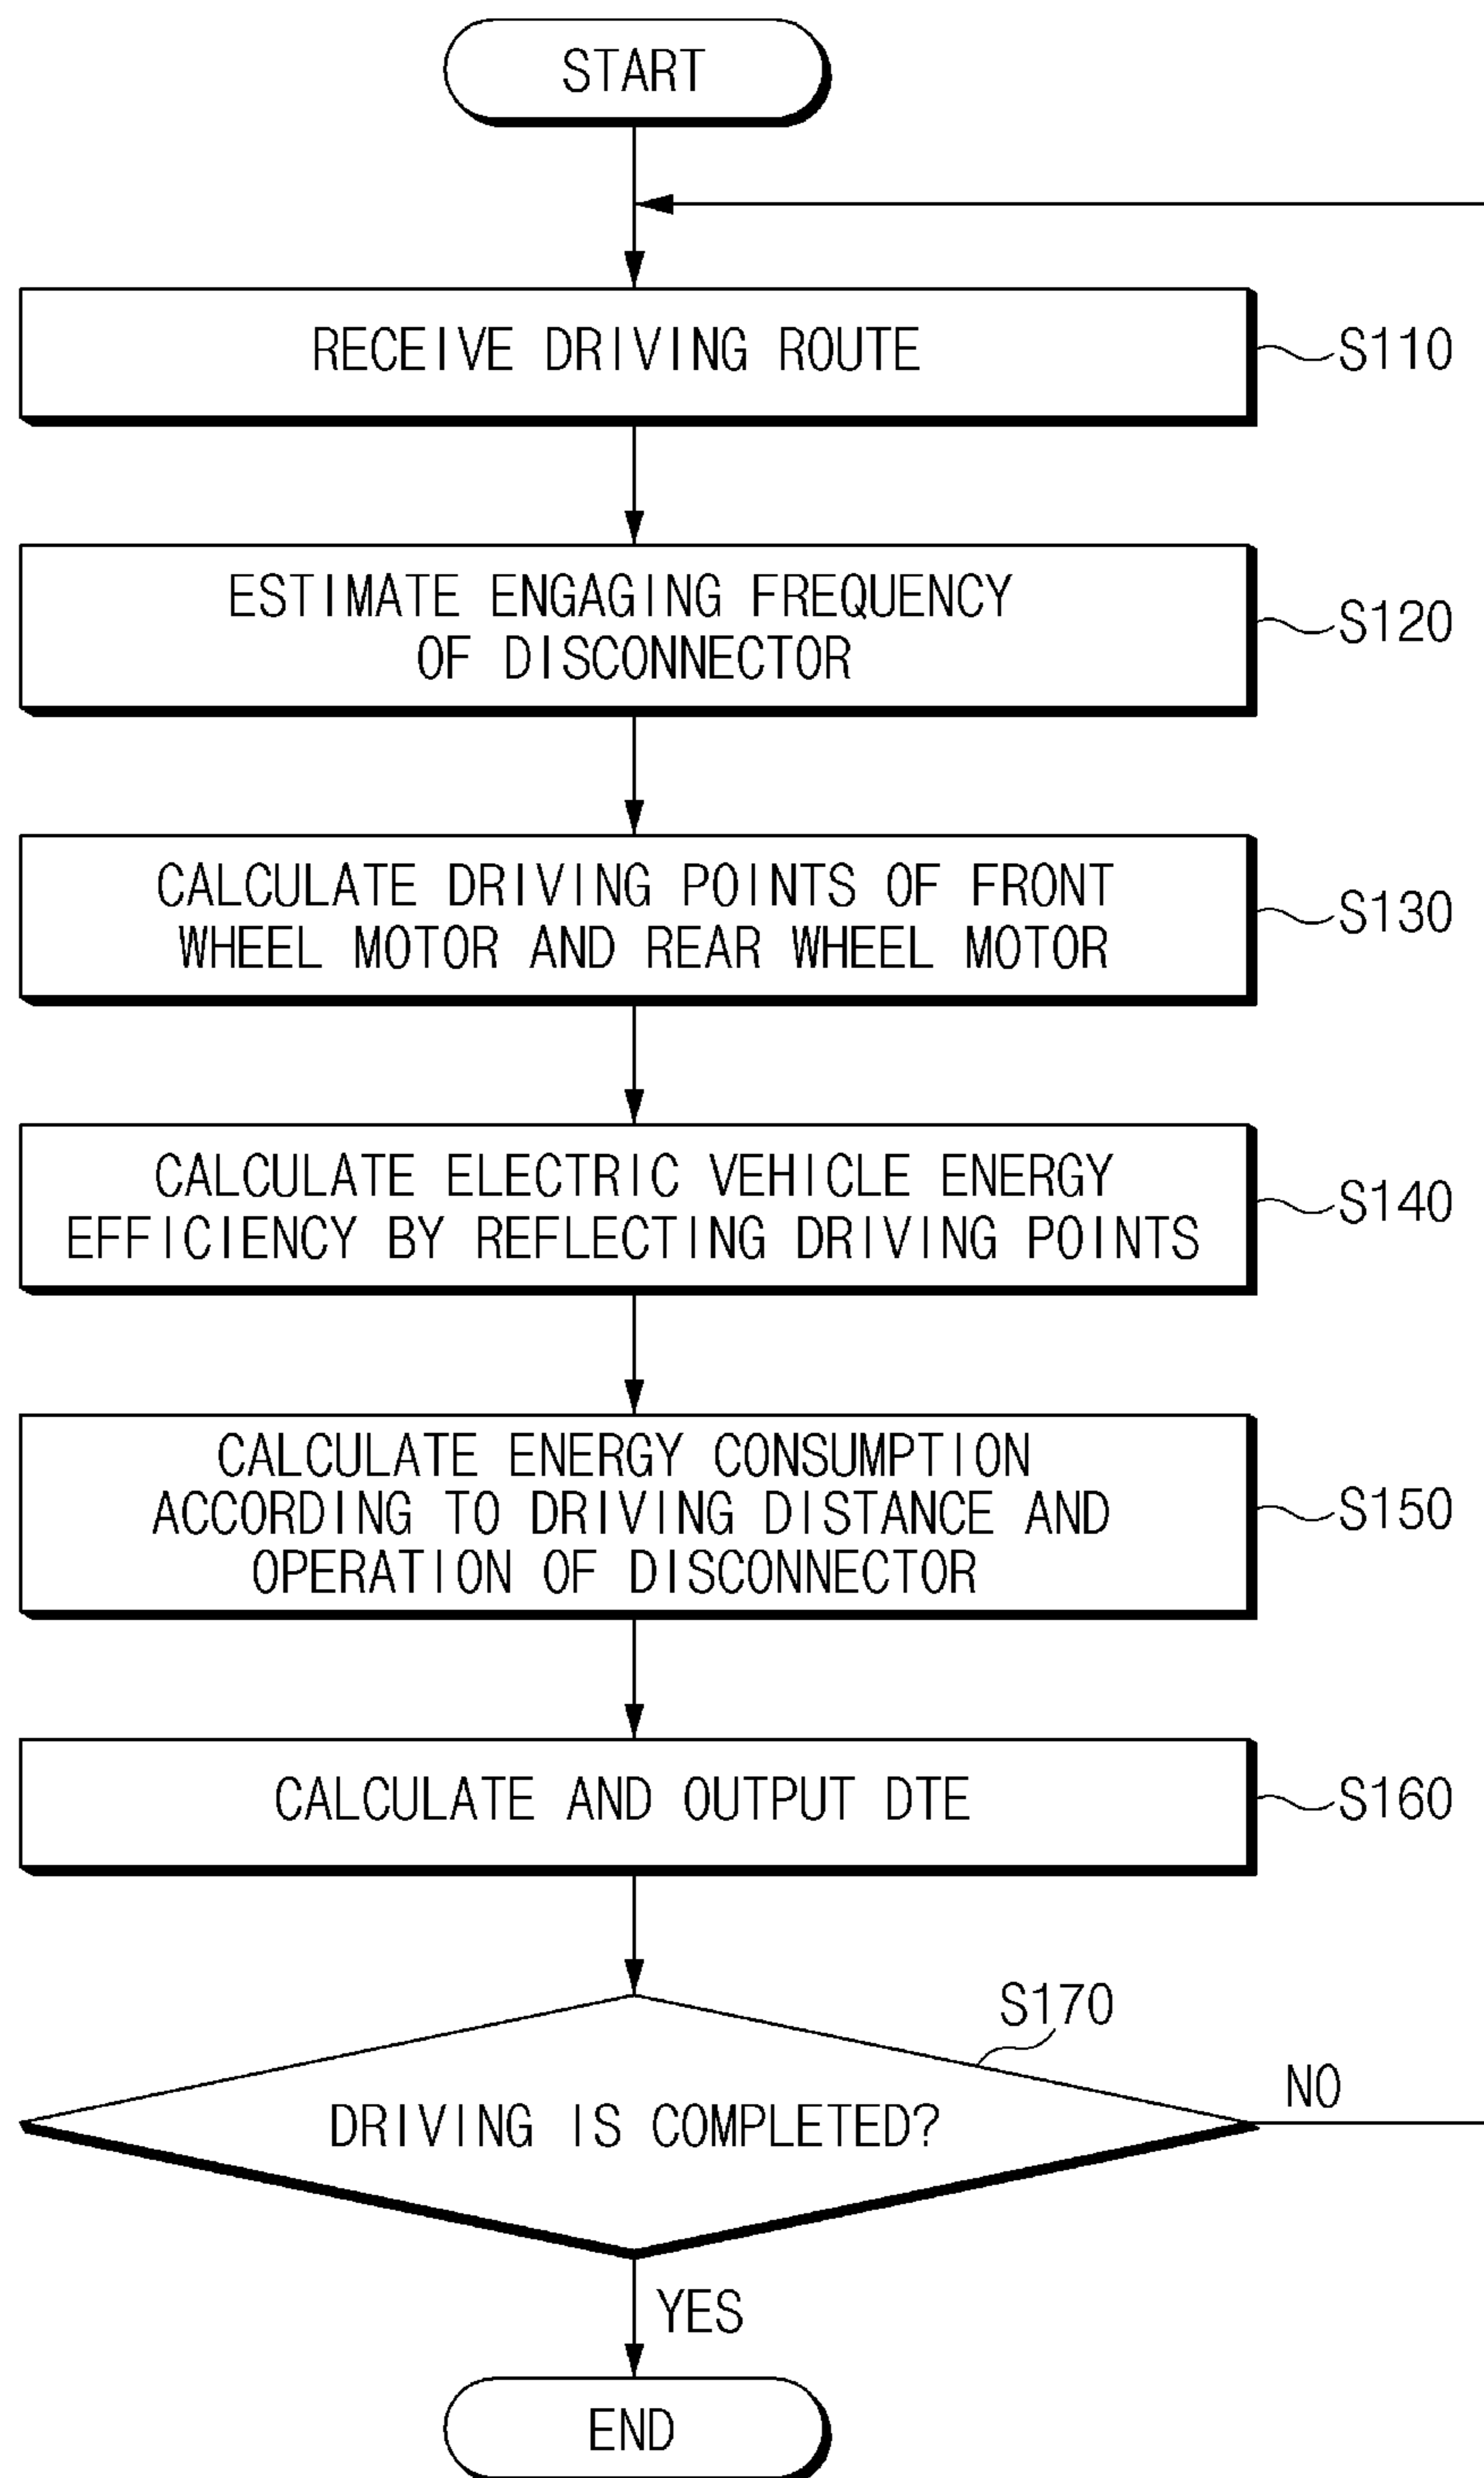 START
RECEIVE DRIVING ROUTE
S110
ESTIMATE ENGAGING FREQUENCY
OF DISCONNECTOR
S120
CALCULATE DRIVING POINTS OF FRONT
WHEEL MOTOR AND REAR WHEEL MOTOR
S130
CALCULATE ELECTRIC VEHICLE ENERGY
EFFICIENCY BY REFLECTING DRIVING POINTS
S140
CALCULATE ENERGY CONSUMPTION
ACCORDING TO DRIVING DISTANCE AND
OPERATION OF DISCONNECTOR
S150
CALCULATE AND OUTPUT DTE
S160
S170
DRIVING IS COMPLETED?
NO
YES
END